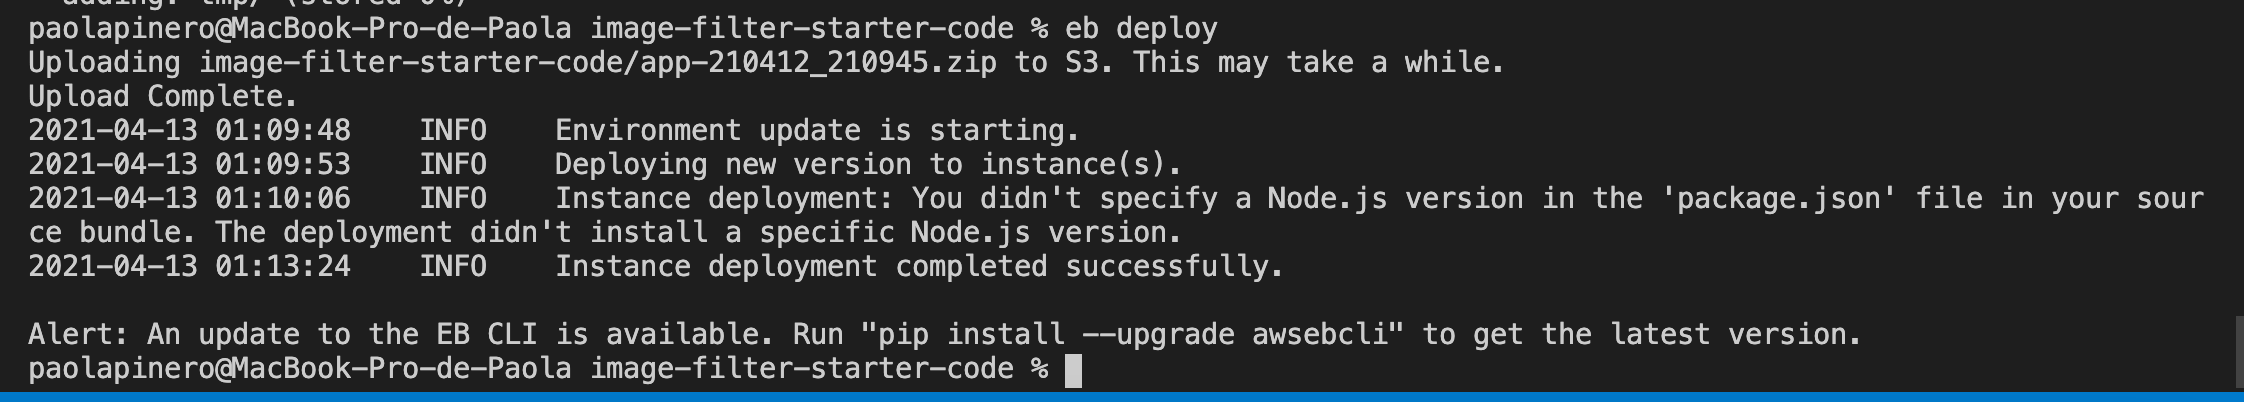 adding: tmp/ (stored 0%)
paolapinero@MacBook-Pro-de-Paola image-filter-starter-code % eb deploy
Uploading image-filter-starter-code/app-210412_210945.zip to S3. This may take a while.
Upload Complete.
2021-04-13 01:09:48    INFO    Environment update is starting.
2021-04-13 01:09:53    INFO    Deploying new version to instance(s).
2021-04-13 01:10:06    INFO    Instance deployment: You didn't specify a Node.js version in the 'package.json' file in your sour
ce bundle. The deployment didn't install a specific Node.js version.
2021-04-13 01:13:24    INFO    Instance deployment completed successfully.
Alert: An update to the EB CLI is available. Run "pip install --upgrade awsebcli" to get the latest version.
paolapinero@MacBook-Pro-de-Paola image-filter-starter-code %